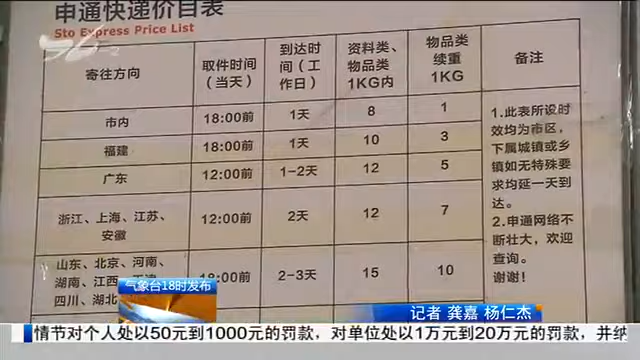 申通快递价目表
Sto Express Price List
寄往方向
取件时间
（当天）
到达时
间（工
作日）
资料类、
物品类
1KG内
物品类
续重
1KG
备注
市内
18:00前
1天
8
1
福建
18:00前
1天
10
3
广东
12:00前
1-2天
12
5
浙江、上海、江苏、
安徽
12:00前
2天
12
7
山东、北京、河南、
湖南、江西、
四川、湖北
18:00前
2-3天
15
10
1.此表所设时
效均为市区，
下属城镇或乡
镇如无特殊要
求均延一天到
达。
2.申通网络不
断壮大，欢迎
查询。
谢谢！
气象台18时发布
记者 龚嘉 杨仁杰
情节对个人处以50元到1000元的罚款，对单位处以1万元到20万元的罚款，并纳